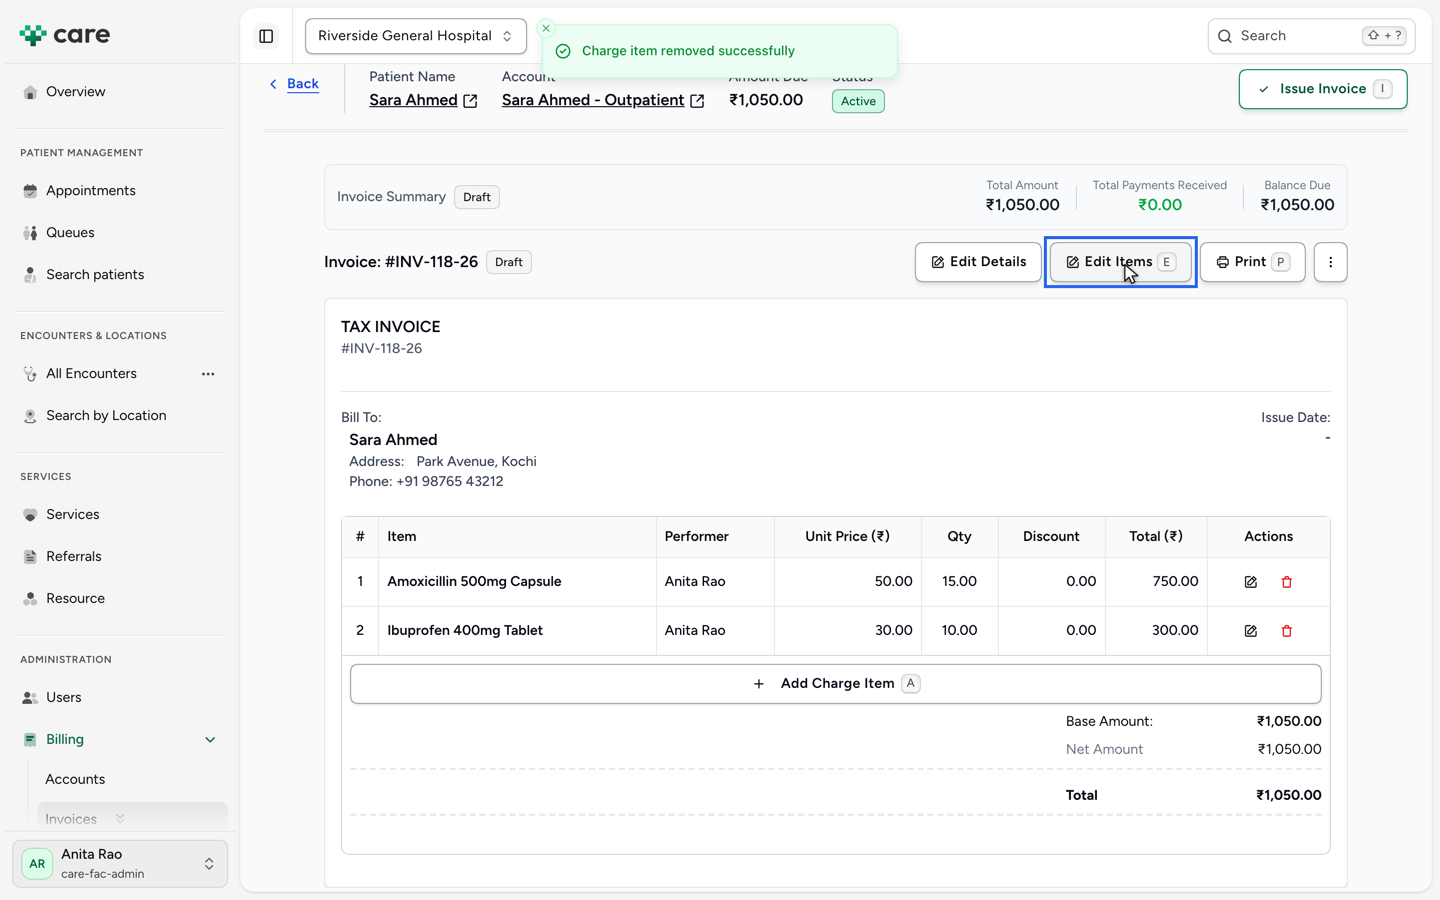 care
Riverside General Hospital
Charge item removed successfully
Search
⇧ + ?
Overview
PATIENT MANAGEMENT
Appointments
Queues
Search patients
ENCOUNTERS & LOCATIONS
All Encounters
Search by Location
SERVICES
Services
Referrals
Resource
ADMINISTRATION
Users
Billing
Accounts
Invoices
AR
Anita Rao
care-fac-admin
Back
Patient Name
Sara Ahmed
Account
Sara Ahmed - Outpatient
Amount Due
₹1,050.00
Status
Active
Issue Invoice I
Invoice Summary Draft
Total Amount
₹1,050.00
Total Payments Received
₹0.00
Balance Due
₹1,050.00
Invoice: #INV-118-26 Draft
Edit Details
Edit Items E
Print P
TAX INVOICE
#INV-118-26
Bill To:
Sara Ahmed
Address: Park Avenue, Kochi
Phone: +91 98765 43212
Issue Date:
-
# Item Performer Unit Price (₹) Qty Discount Total (₹) Actions
1 Amoxicillin 500mg Capsule Anita Rao 50.00 15.00 0.00 750.00
2 Ibuprofen 400mg Tablet Anita Rao 30.00 10.00 0.00 300.00
+ Add Charge Item A
Base Amount: ₹1,050.00
Net Amount ₹1,050.00
Total ₹1,050.00